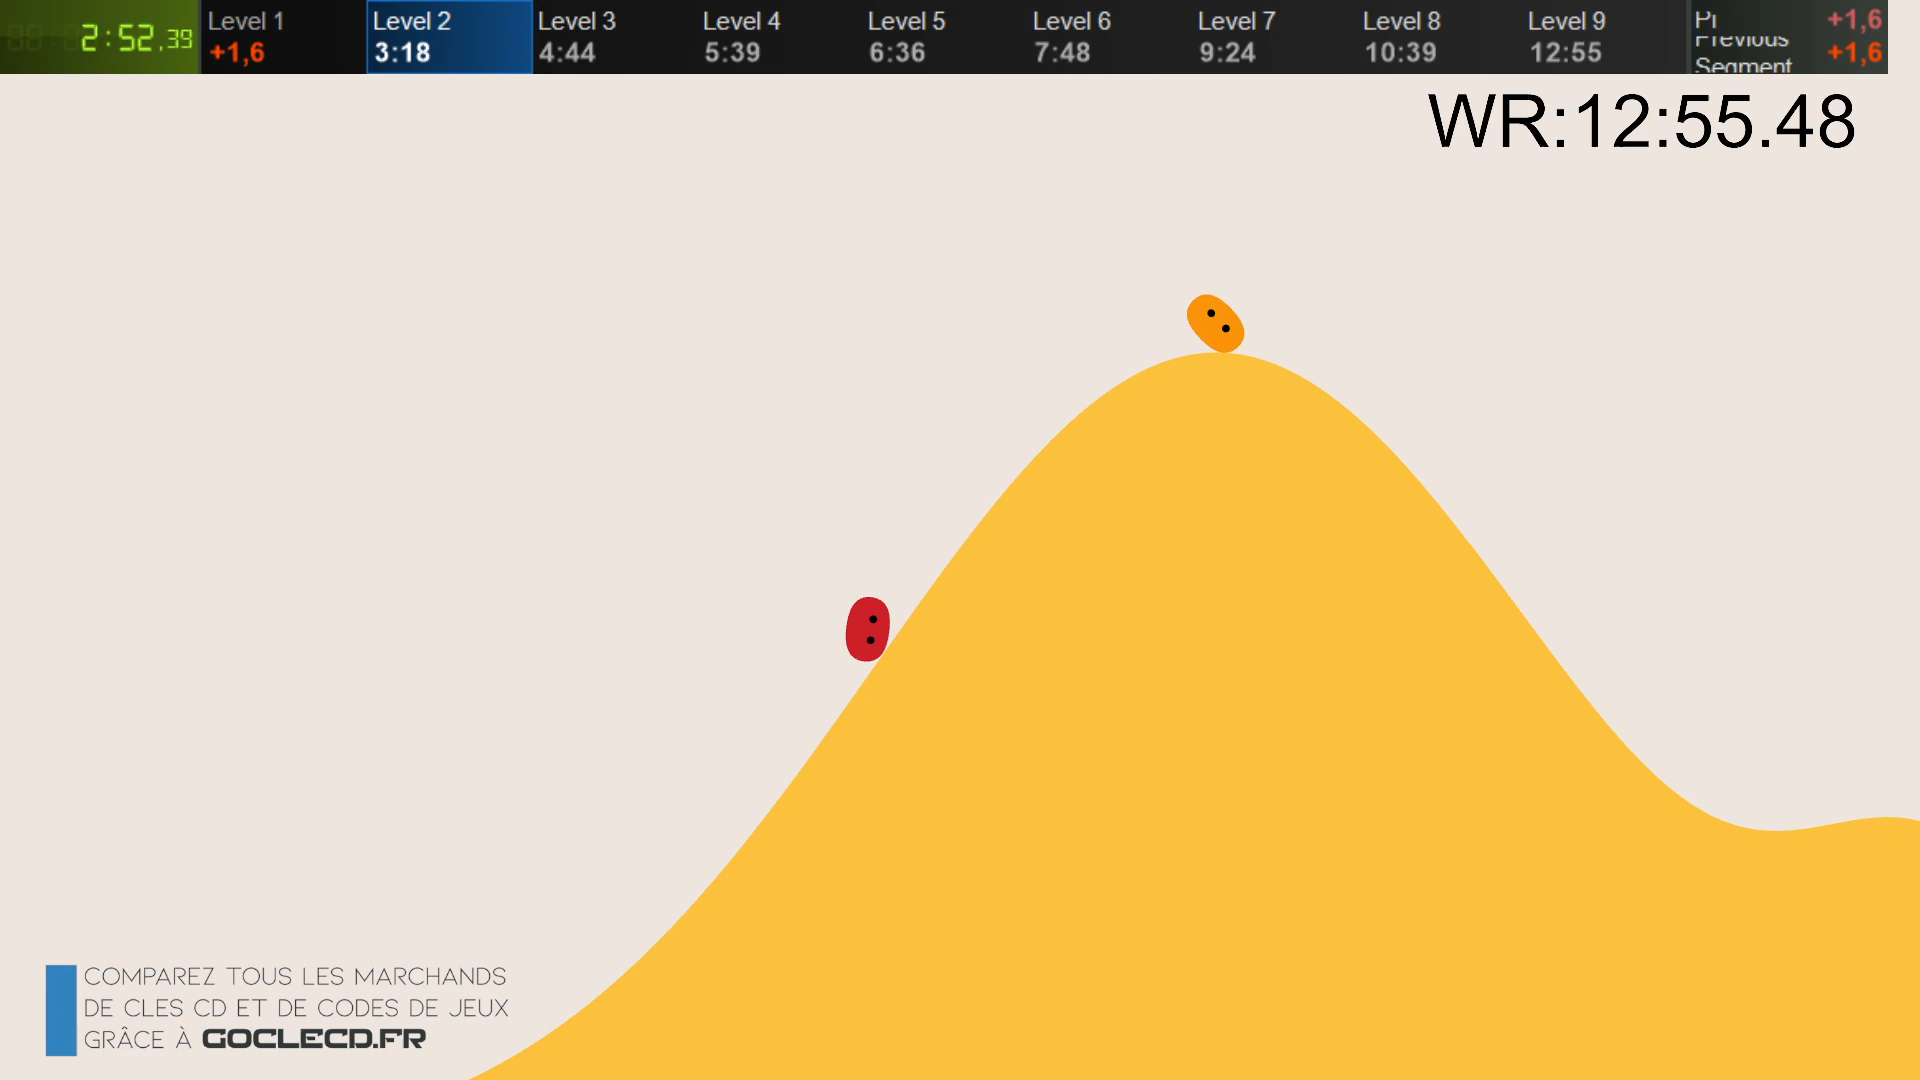 2:52.39
Level 1 Level 2 Level 3 Level 4 Level 5 Level 6 Level 7 Level 8 Level 9 +1,6
+1,6 3:18 4:44 5:39 6:36 7:48 9:24 10:39 12:55 Previous +1,6
Segment
WR:12:55.48
COMPAREZ TOUS LES MARCHANDS
DE CLES CD ET DE CODES DE JEUX
GRÂCE À GOCLECD.FR